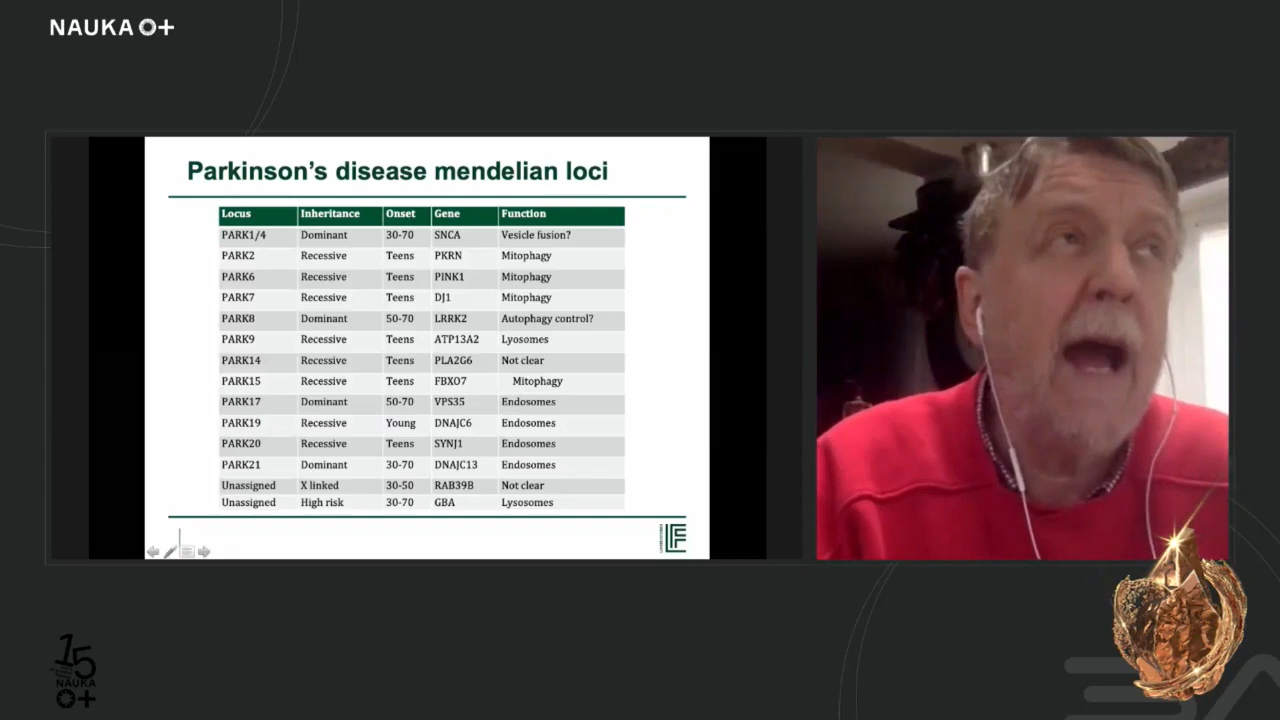 NAUKA O+
Parkinson's disease mendelian loci
Locus Inheritance Onset Gene Function
PARK1/4 Dominant 30-70 SNCA Vesicle fusion?
PARK2 Recessive Teens PKRN Mitophagy
PARK6 Recessive Teens PINK1 Mitophagy
PARK7 Recessive Teens DJ1 Mitophagy
PARK8 Dominant 50-70 LRRK2 Autophagy control?
PARK9 Recessive Teens ATP13A2 Lyosomes
PARK14 Recessive Teens PLA2G6 Not clear
PARK15 Recessive Teens FBXO7 Mitophagy
PARK17 Dominant 50-70 VPS35 Endosomes
PARK19 Recessive Young DNAJC6 Endosomes
PARK20 Recessive Teens SYNJ1 Endosomes
PARK21 Dominant 30-70 DNAJC13 Endosomes
Unassigned X linked 30-50 RAB39B Not clear
Unassigned High risk 30-70 GBA Lysosomes
15
NAUKA
O+